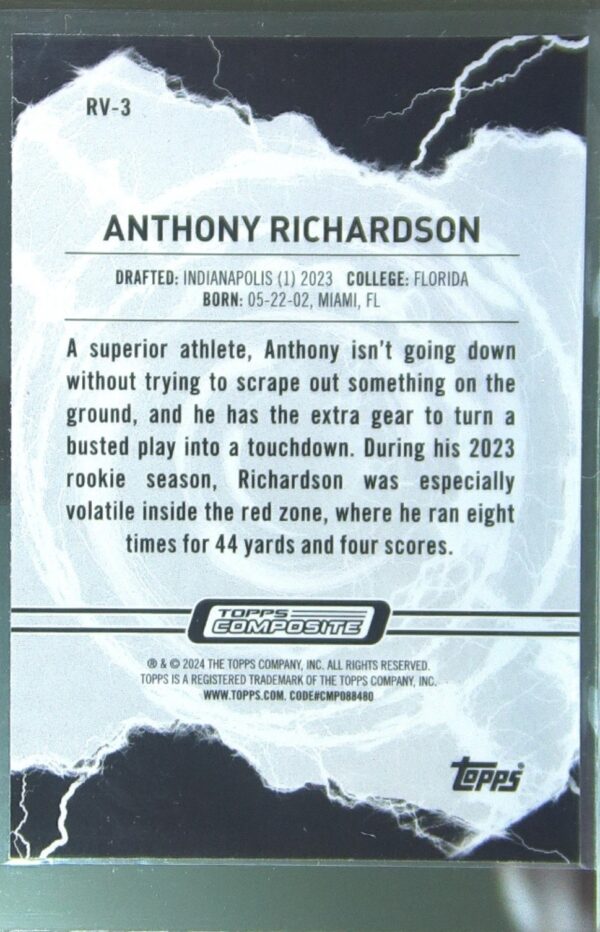 RV-3
ANTHONY RICHARDSON
DRAFTED: INDIANAPOLIS (1) 2023 COLLEGE: FLORIDA
BORN: 05-22-02, MIAMI, FL
A superior athlete, Anthony isn't going down
without trying to scrape out something on the
ground, and he has the extra gear to turn a
busted play into a touchdown. During his 2023
rookie season, Richardson was especially
volatile inside the red zone, where he ran eight
times for 44 yards and four scores.
TOPPS
COMPOSITE
® & © 2024 THE TOPPS COMPANY, INC. ALL RIGHTS RESERVED.
TOPPS IS A REGISTERED TRADEMARK OF THE TOPPS COMPANY, INC.
WWW.TOPPS.COM. CODE#CMP088480
Topps